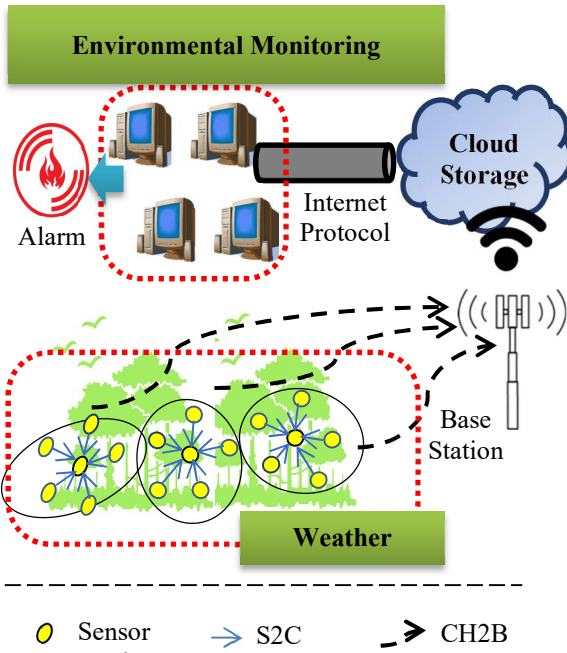 Environmental Monitoring
Cloud
Storage
Internet
Protocol
Alarm
Base
Station
Weather
Sensor
S2C
CH2B